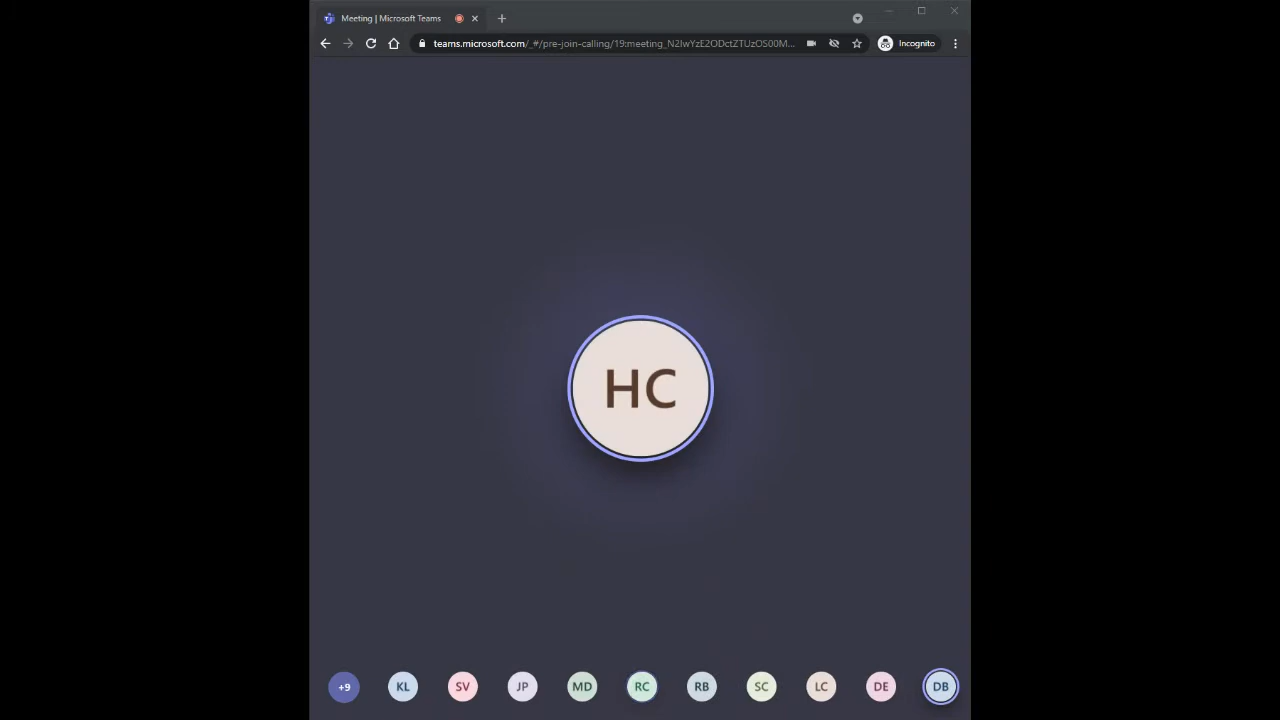 Meeting | Microsoft Teams
teams.microsoft.com/_#/pre-join-calling/19:meeting_N2IwYzE2ODctZTUzOS00M...
Incognito
HC
+9 KL SV JP MD RC RB SC LC DE DB